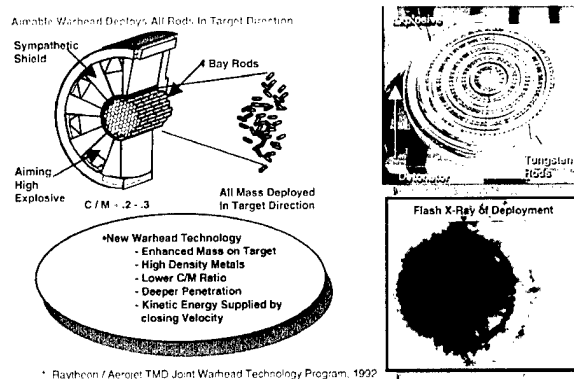 Aimable Warhead Deploys All Rods In Target Direction
Sympathetic
Shield
Bay Rods
Aiming
High
Explosive
C / M - .2 - .3
All Mass Deployed
In Target Direction
•New Warhead Technology
- Enhanced Mass on Target
- High Density Metals
- Lower C/M Ratio
- Deeper Penetration
- Kinetic Energy Supplied by
closing Velocity
Explosive
Tungsten
Rods
Detonator
Flash X-Ray of Deployment
* Raytheon / Aerojet TMD Joint Warhead Technology Program, 1992